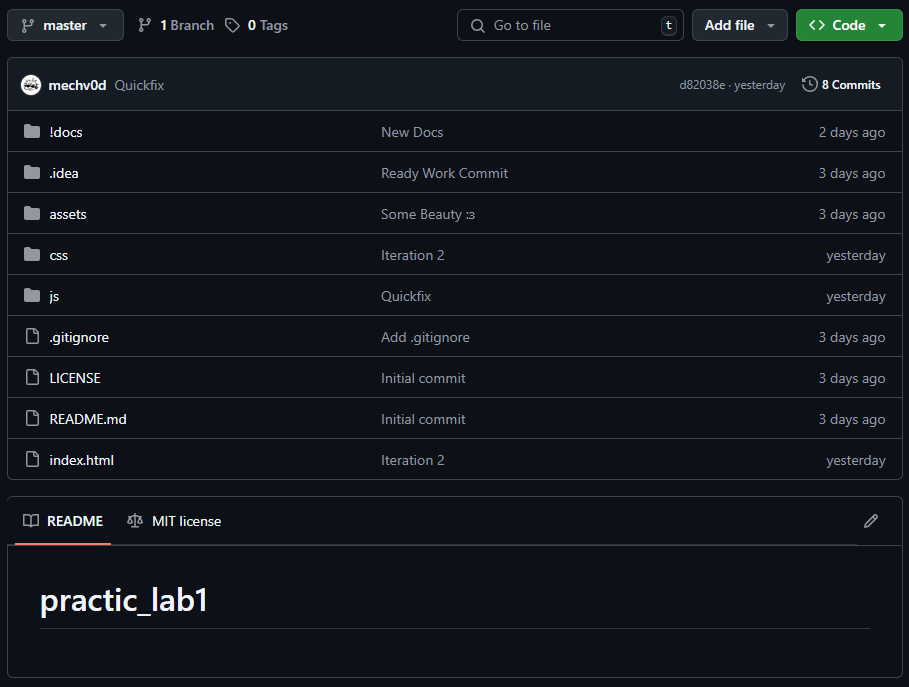 master 1 Branch 0 Tags Go to file t Add file Code
mechv0d Quickfix d82038e · yesterday 8 Commits
!docs New Docs 2 days ago
.idea Ready Work Commit 3 days ago
assets Some Beauty :з 3 days ago
css Iteration 2 yesterday
js Quickfix yesterday
.gitignore Add .gitignore 3 days ago
LICENSE Initial commit 3 days ago
README.md Initial commit 3 days ago
index.html Iteration 2 yesterday
README MIT license
practic_lab1